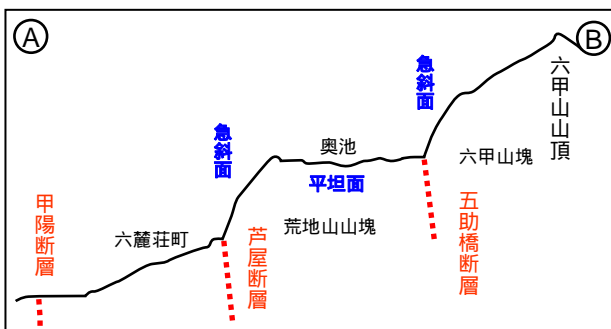 A
B
急斜面
六甲山山頂
急斜面
奥池
六甲山塊
平坦面
甲陽断層
六麓荘町
芦屋断層
荒地山山塊
五助橋断層